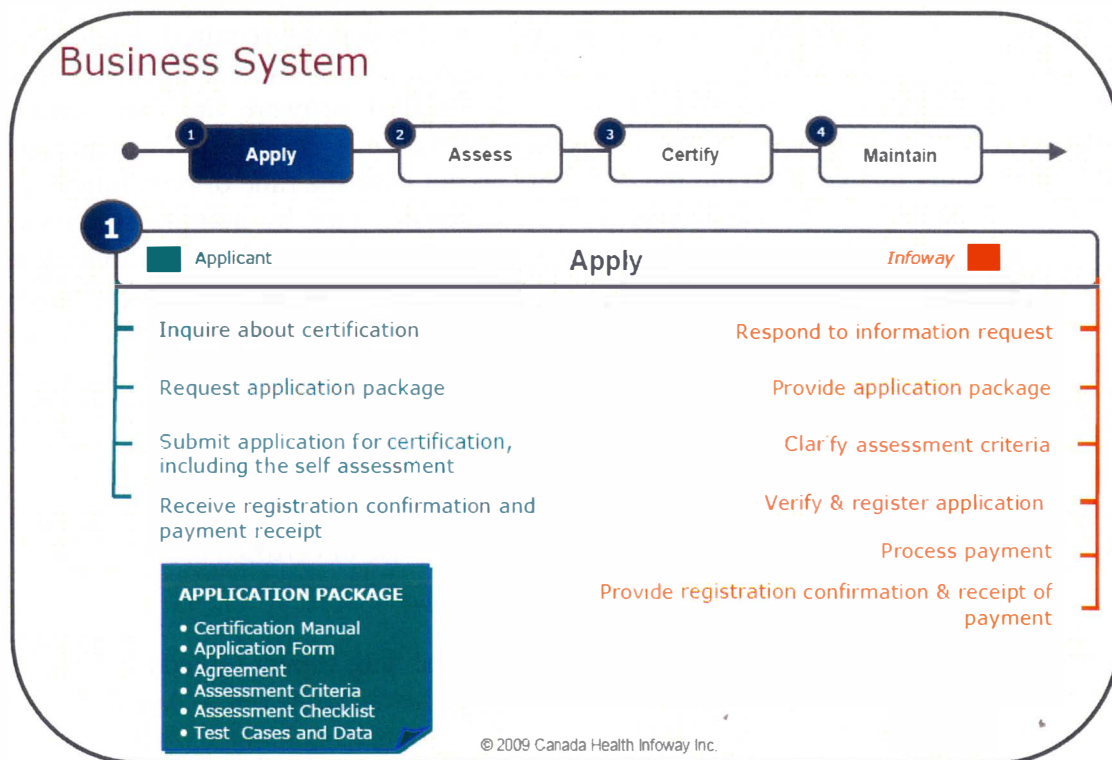 Business System
1
Apply
2
Assess
3
Certify
4
Maintain
1
Applicant
Apply
Infoway
Inquire about certification
Request application package
Submit application for certification,
including the self assessment
Receive registration confirmation and
payment receipt
Respond to information request
Provide application package
Clarify assessment criteria
Verify & register application
Process payment
Provide registration confirmation & receipt of
payment
APPLICATION PACKAGE
• Certification Manual
• Application Form
• Agreement
• Assessment Criteria
• Assessment Checklist
• Test Cases and Data
© 2009 Canada Health Infoway Inc.